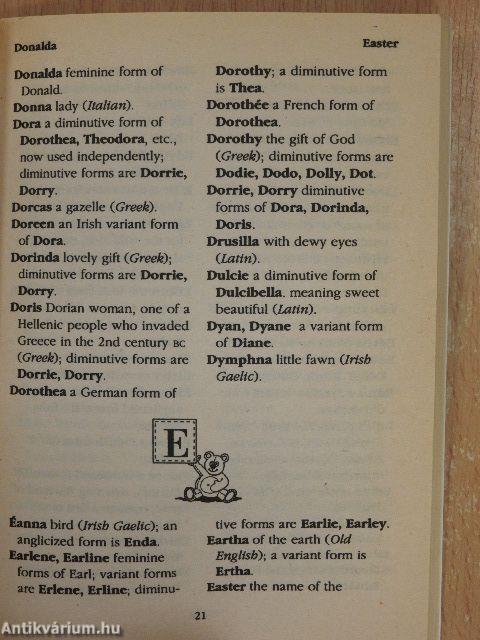 Donalda
Easter
Donalda feminine form of
Donald.
Donna lady (Italian).
Dora a diminutive form of
Dorothea, Theodora, etc.,
now used independently;
diminutive forms are Dorrie,
Dorry.
Dorcas a gazelle (Greek).
Doreen an Irish variant form
of Dora.
Dorinda lovely gift (Greek);
diminutive forms are Dorrie,
Dorry.
Doris Dorian woman, one of a
Hellenic people who invaded
Greece in the 2nd century BC
(Greek); diminutive forms are
Dorrie, Dorry.
Dorothea a German form of
Dorothy; a diminutive form
is Thea.
Dorothée a French form of
Dorothea.
Dorothy the gift of God
(Greek); diminutive forms are
Dodie, Dodo, Dolly, Dot.
Dorrie, Dorry diminutive
forms of Dora, Dorinda,
Doris.
Drusilla with dewy eyes
(Latin).
Dulcie a diminutive form of
Dulcibella. meaning sweet
beautiful (Latin).
Dyan, Dyane a variant form
of Diane.
Dymphna little fawn (Irish
Gaelic).
E
Éanna bird (Irish Gaelic); an
anglicized form is Enda.
Earlene, Earline feminine
forms of Earl; variant forms
are Erlene, Erline; diminu-
tive forms are Earlie, Earley.
Eartha of the earth (Old
English); a variant form is
Ertha.
Easter the name of the
21
Antikvárium.hu